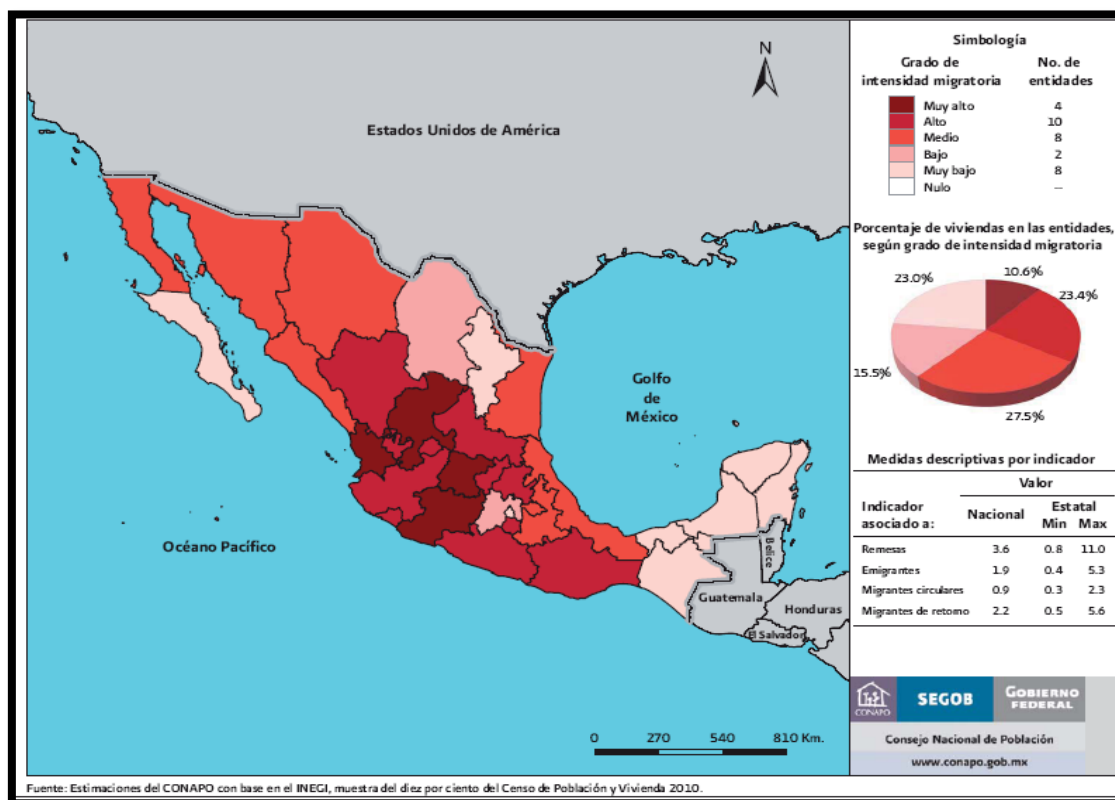 N
Estados Unidos de América
Golfo
de
México
Océano Pacífico
Belice
Guatemala
Honduras
El Salvador
0 270 540 810 Km.
Simbología
Grado de intensidad migratoria No. de entidades
Muy alto 4
Alto 10
Medio 8
Bajo 2
Muy bajo 8
Nulo --
Porcentaje de viviendas en las entidades,
según grado de intensidad migratoria
23.0% 10.6%
23.4%
15.5%
27.5%
Medidas descriptivas por indicador
Valor
Indicador asociado a: Nacional Estatal
Min Max
Remesas 3.6 0.8 11.0
Emigrantes 1.9 0.4 5.3
Migrantes circulares 0.9 0.3 2.3
Migrantes de retorno 2.2 0.5 5.6
CONAPO
SEGOB
GOBIERNO
FEDERAL
Consejo Nacional de Población
www.conapo.gob.mx
Fuente: Estimaciones del CONAPO con base en el INEGI, muestra del diez por ciento del Censo de Población y Vivienda 2010.